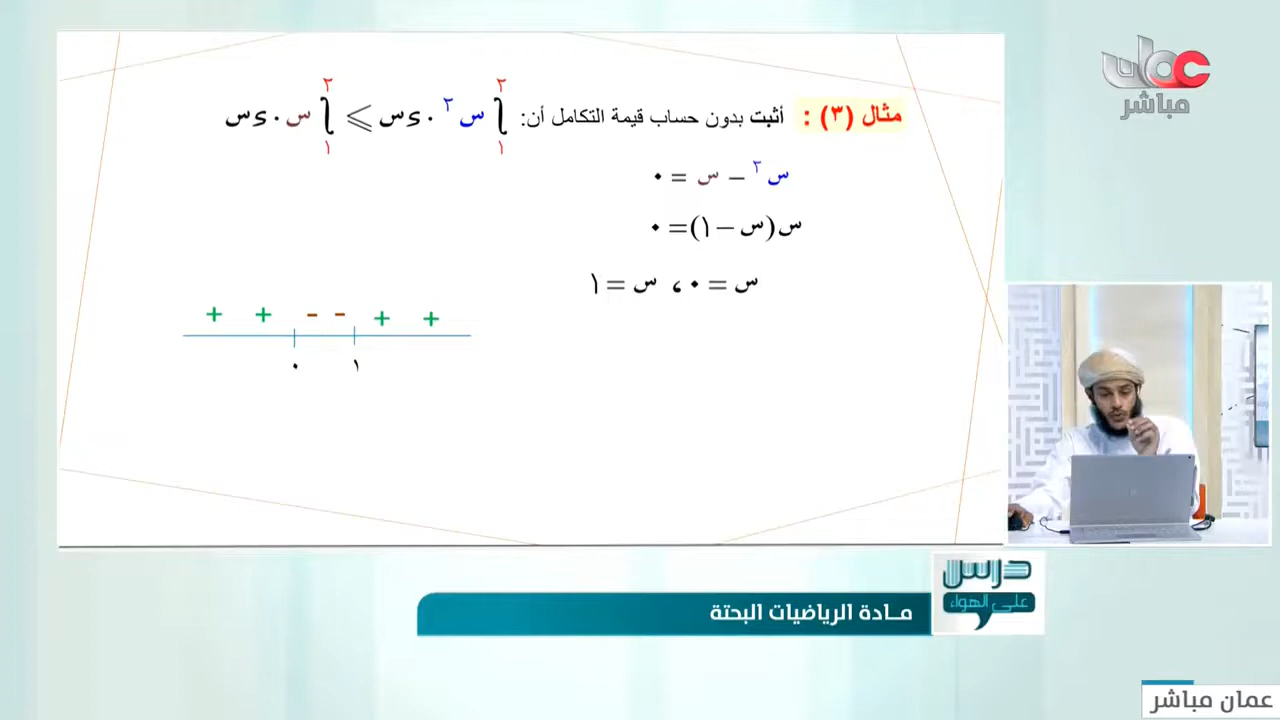 عمان
مباشر
مثال (٣) : أثبت بدون حساب قيمة التكامل أن: ∫₁² س² . ءس ⩾ ∫₁² س . ءس
س² − س = ٠
س(س − ١) = ٠
س = ٠ ، س = ١
+ + - - + +
٠ ١
درس
على الهواء
مـادة الرياضيات البحتة
عمان مباشر